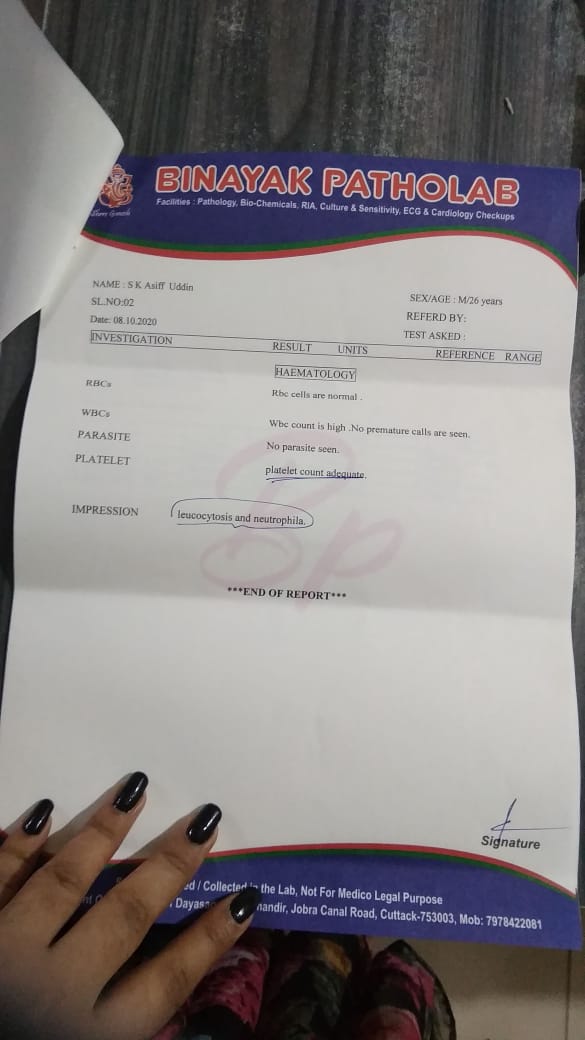 BINAYAK PATHOLAB
Shree Ganesh
Facilities : Pathology, Bio-Chemicals, RIA, Culture & Sensitivity, ECG & Cardiology Checkups
NAME : S K Asiff Uddin
SEX/AGE : M/26 years
SL.NO:02
REFERD BY:
Date: 08.10.2020
TEST ASKED :
INVESTIGATION RESULT UNITS REFERENCE RANGE
HAEMATOLOGY
RBCs Rbc cells are normal .
WBCs Wbc count is high .No premature calls are seen.
PARASITE No parasite seen.
PLATELET platelet count adequate.
IMPRESSION leucocytosis and neutrophila.
Bp
***END OF REPORT***
Signature
/ Collected the Lab, Not For Medico Legal Purpose
Jobra Canal Road, Cuttack-753003, Mob: 7978422081